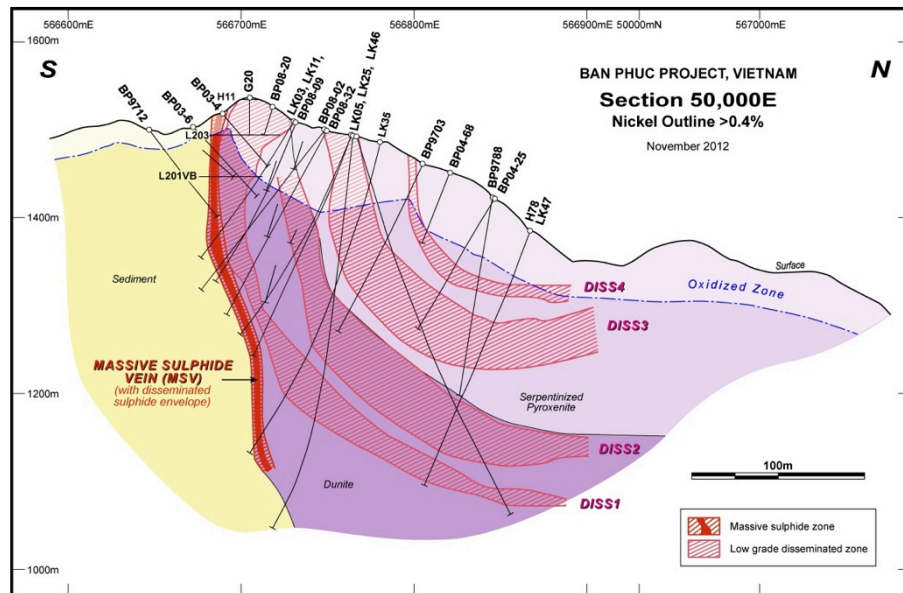 566600mE
566700mE
566800mE
566900mE 50000mN
567000mE
1600m
1400m
1200m
1000m
S
N
BAN PHUC PROJECT, VIETNAM
Section 50,000E
Nickel Outline >0.4%
November 2012
BP9712
BP03-6
BP03-4
H11
G20
BP08-20
LK03, LK11,
BP08-09
BP08-02
BP08-32
LK05, LK25, LK46
LK35
BP9703
BP04-68
BP9788
BP04-25
H78
LK47
L203
L201VB
Sediment
Surface
Oxidized Zone
DISS4
DISS3
MASSIVE SULPHIDE
VEIN (MSV)
(with disseminated
sulphide envelope)
Serpentinized
Pyroxenite
DISS2
Dunite
DISS1
100m
Massive sulphide zone
Low grade disseminated zone